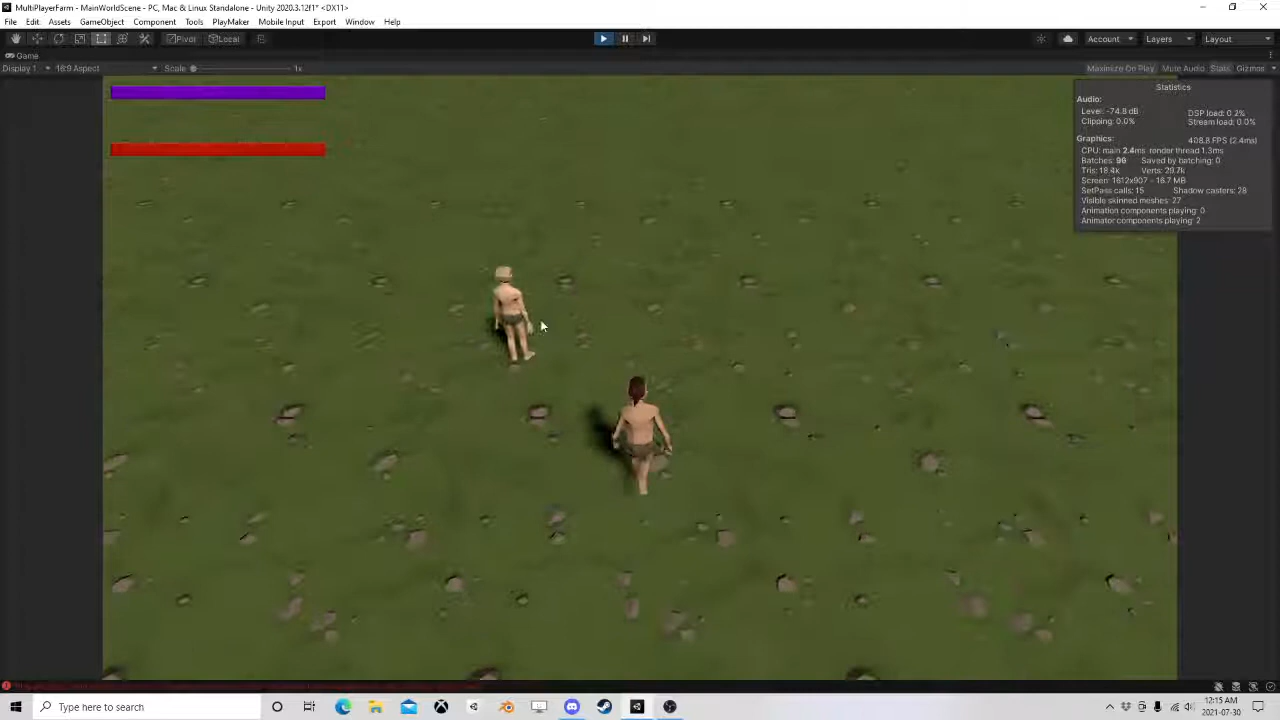 MultiPlayerFarm - MainWorldScene - PC, Mac & Linux Standalone - Unity 2020.3.12f1* <DX11>
File Edit Assets GameObject Component Tools PlayMaker Mobile Input Export Window Help
Pivot Local Account Layers Layout
Game
Display 1 16:9 Aspect Scale 1x Maximize On Play Mute Audio Stats Gizmos
Statistics
Audio:
Level: -74.8 dB DSP load: 0.2%
Clipping: 0.0% Stream load: 0.0%
Graphics: 408.8 FPS (2.4ms)
CPU: main 2.4ms render thread 1.3ms
Batches: 96 Saved by batching: 0
Tris: 18.4k Verts: 29.7k
Screen: 1612x907 - 16.7 MB
SetPass calls: 15 Shadow casters: 28
Visible skinned meshes: 27
Animation components playing: 0
Animator components playing: 2
Type here to search
12:15 AM
2021-07-30